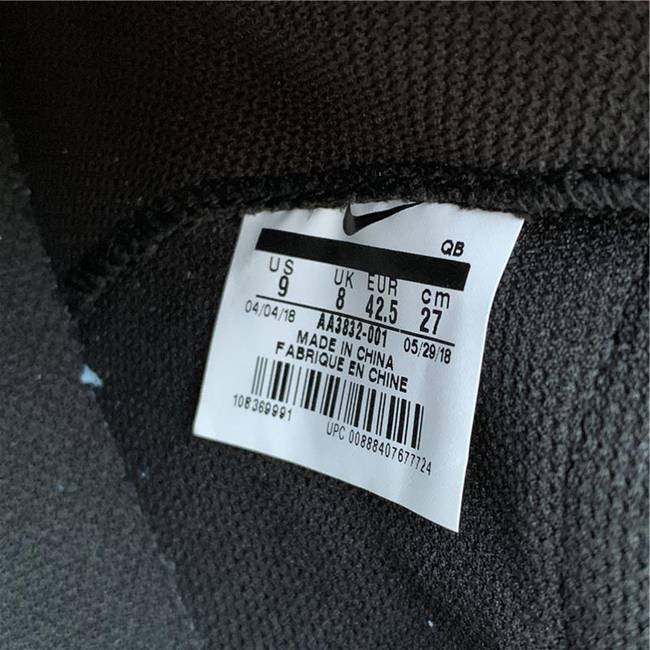 QB
US UK EUR cm
9 8 42.5 27
04/04/18 AA3832-001 05/29/18
MADE IN CHINA
FABRIQUE EN CHINE
108369991
UPC 00888407677724